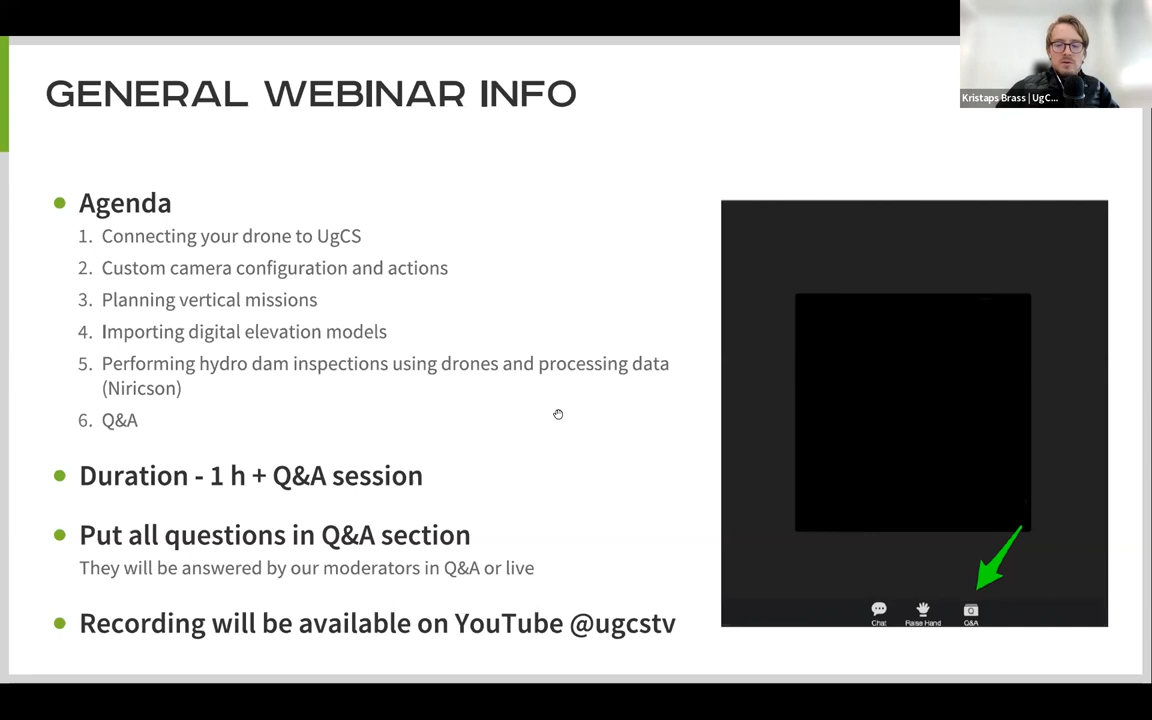 Kristaps Brass | UgC...
GENERAL WEBINAR INFO
Agenda
1. Connecting your drone to UgCS
2. Custom camera configuration and actions
3. Planning vertical missions
4. Importing digital elevation models
5. Performing hydro dam inspections using drones and processing data
(Niricson)
6. Q&A
Duration - 1 h + Q&A session
Put all questions in Q&A section
They will be answered by our moderators in Q&A or live
Recording will be available on YouTube @ugcstv
Chat
Raise Hand
Q&A